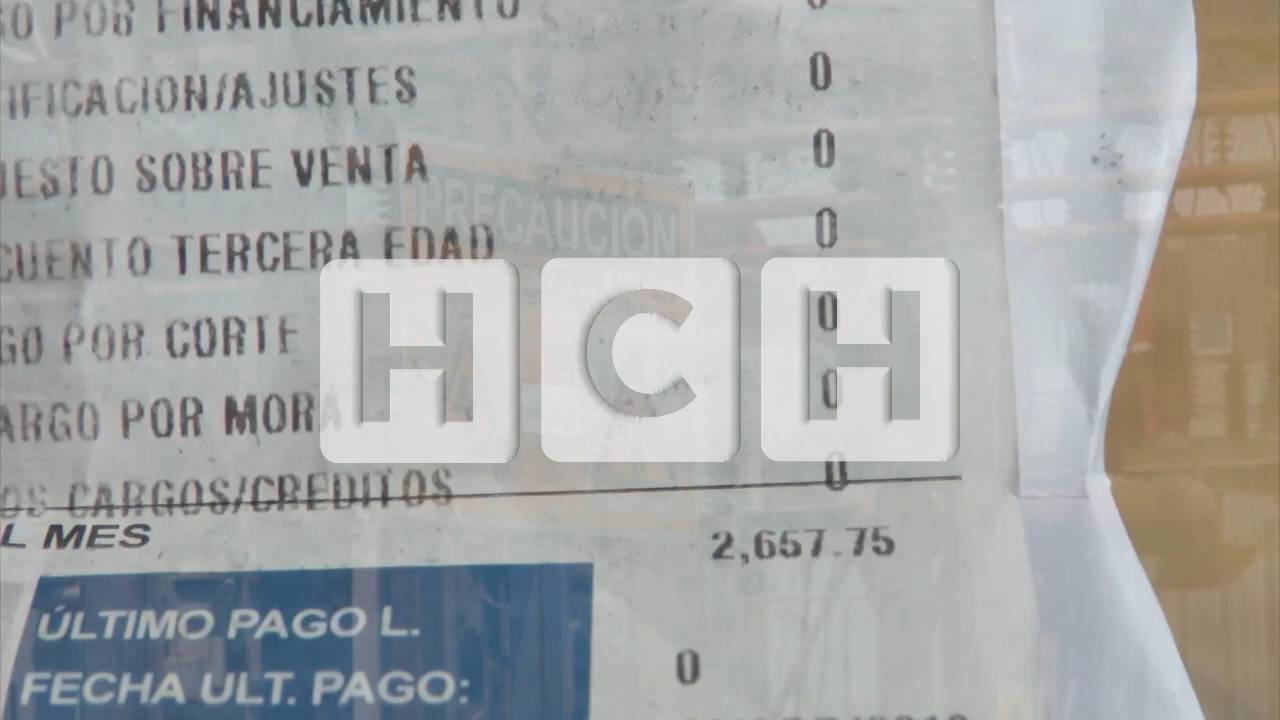 GO POR FINANCIAMIENTO 0
IFICACION/AJUSTES 0
UESTO SOBRE VENTA 0
PRECAUCION
CUENTO TERCERA EDAD 0
HCH
GO POR CORTE 0
ARGO POR MORA 0
OS CARGOS/CREDITOS 0
L MES 2,657.75
ÚLTIMO PAGO L. 0
FECHA ULT. PAGO: